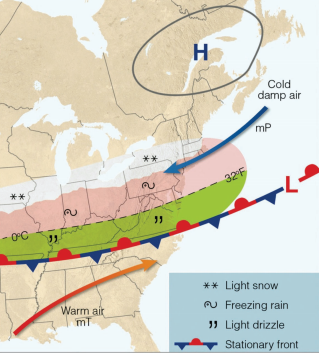 H
Cold
damp air
mP
**
32°F
L
**
0°C
Warm air
mT
** Light snow
Freezing rain
,, Light drizzle
Stationary front